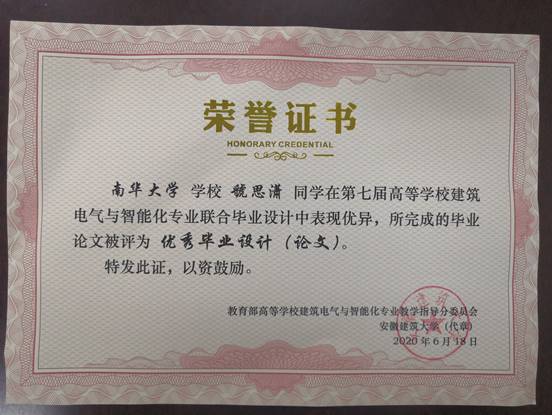 荣誉证书
HONORARY CREDENTIAL
南华大学 学校 虢思潇 同学在第七届高等学校建筑
电气与智能化专业联合毕业设计中表现优异，所完成的毕业
论文被评为 优秀毕业设计（论文）。
特发此证，以资鼓励。
教育部高等学校建筑电气与智能化专业教学指导分委员会
安徽建筑大学（代章）
2020年6月18日